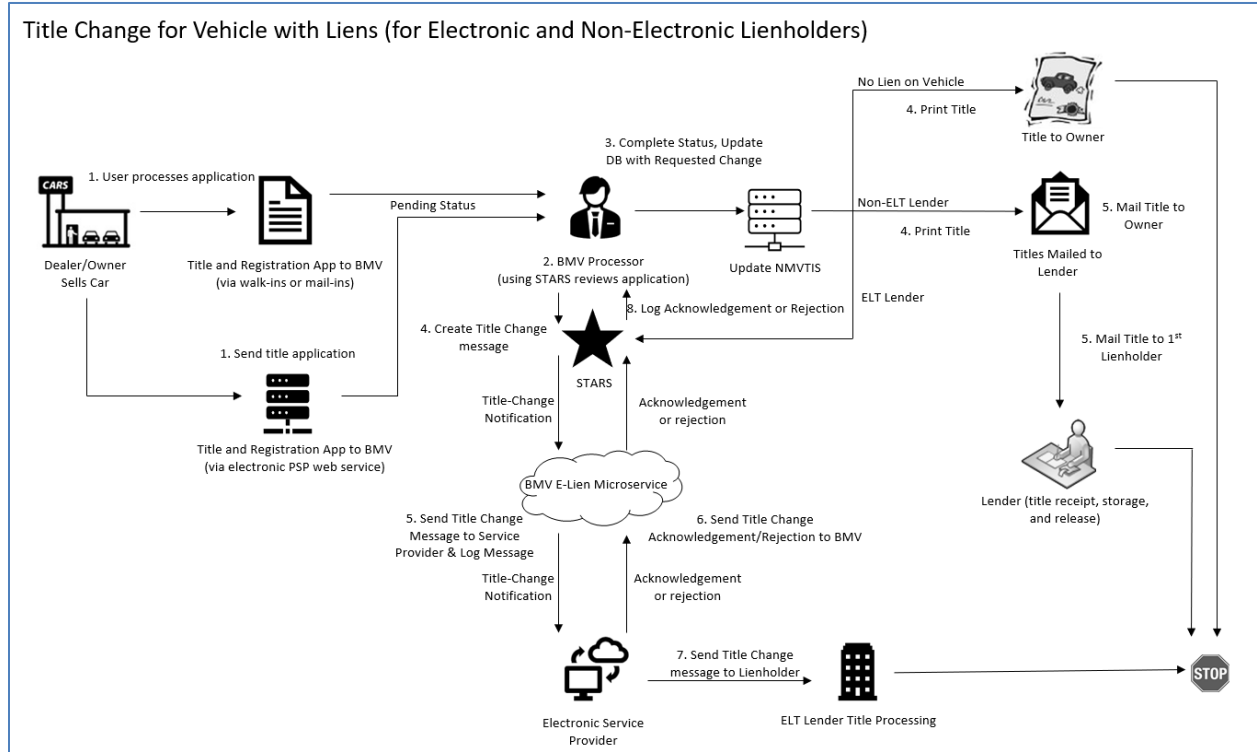 Title Change for Vehicle with Liens (for Electronic and Non-Electronic Lienholders)
CARS
Dealer/Owner
Sells Car
1. User processes application
Title and Registration App to BMV
(via walk-ins or mail-ins)
1. Send title application
Title and Registration App to BMV
(via electronic PSP web service)
Pending Status
2. BMV Processor
(using STARS reviews application)
3. Complete Status, Update
DB with Requested Change
Update NMVTIS
No Lien on Vehicle
4. Print Title
car
Title to Owner
Non-ELT Lender
4. Print Title
Titles Mailed to
Lender
5. Mail Title to
Owner
ELT Lender
8. Log Acknowledgement or Rejection
4. Create Title Change
message
STARS
5. Mail Title to 1st
Lienholder
Lender (title receipt, storage,
and release)
Title-Change
Notification
Acknowledgement
or rejection
BMV E-Lien Microservice
5. Send Title Change
Message to Service
Provider & Log Message
6. Send Title Change
Acknowledgement/Rejection to BMV
Title-Change
Notification
Acknowledgement
or rejection
Electronic Service
Provider
7. Send Title Change
message to Lienholder
ELT Lender Title Processing
STOP